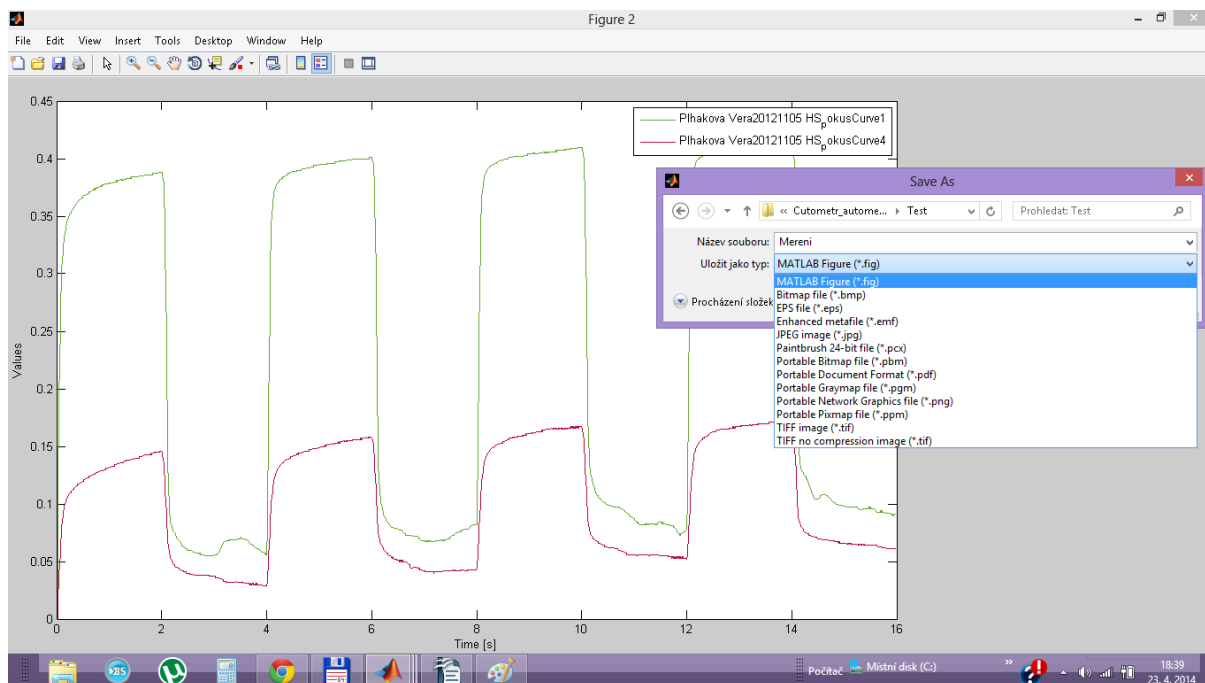 Figure 2
File Edit View Insert Tools Desktop Window Help
0.45
0.4
0.35
0.3
0.25
0.2
0.15
0.1
0.05
0
Values
0 2 4 6 8 10 12 14 16
Time [s]
Plhakova Vera20121105 HSpokusCurve1
Plhakova Vera20121105 HSpokusCurve4
Save As
« Cutometr_autome... Test
Prohledat: Test
Název souboru: Mereni
Uložit jako typ: MATLAB Figure (*.fig)
MATLAB Figure (*.fig)
Bitmap file (*.bmp)
EPS file (*.eps)
Enhanced metafile (*.emf)
JPEG image (*.jpg)
Paintbrush 24-bit file (*.pcx)
Portable Bitmap file (*.pbm)
Portable Document Format (*.pdf)
Portable Graymap file (*.pgm)
Portable Network Graphics file (*.png)
Portable Pixmap file (*.ppm)
TIFF image (*.tif)
TIFF no compression image (*.tif)
Procházení složek
BS
Počítač Místní disk (C:)
18:39
23. 4. 2014